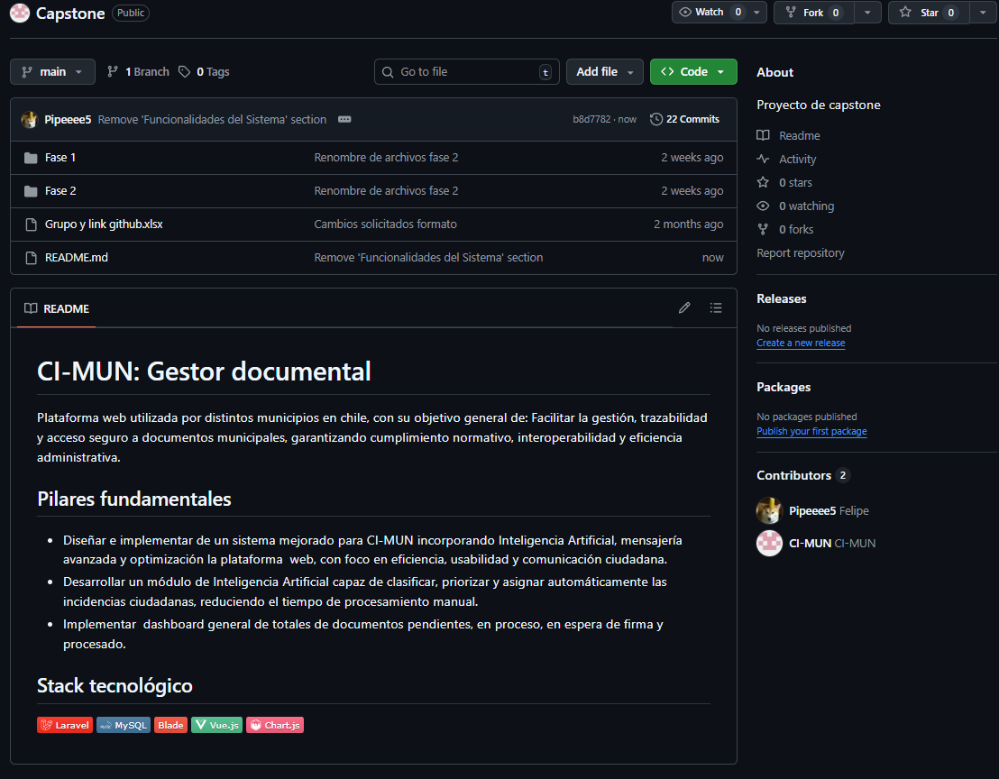 Capstone Public
Watch 0 Fork 0 Star 0
main 1 Branch 0 Tags Go to file t Add file Code
Pipeeee5 Remove 'Funcionalidades del Sistema' section b8d7782 · now 22 Commits
Fase 1 Renombre de archivos fase 2 2 weeks ago
Fase 2 Renombre de archivos fase 2 2 weeks ago
Grupo y link github.xlsx Cambios solicitados formato 2 months ago
README.md Remove 'Funcionalidades del Sistema' section now
README
CI-MUN: Gestor documental
Plataforma web utilizada por distintos municipios en chile, con su objetivo general de: Facilitar la gestión, trazabilidad
y acceso seguro a documentos municipales, garantizando cumplimiento normativo, interoperabilidad y eficiencia
administrativa.
Pilares fundamentales
• Diseñar e implementar de un sistema mejorado para CI-MUN incorporando Inteligencia Artificial, mensajería
avanzada y optimización la plataforma  web, con foco en eficiencia, usabilidad y comunicación ciudadana.
• Desarrollar un módulo de Inteligencia Artificial capaz de clasificar, priorizar y asignar automáticamente las
incidencias ciudadanas, reduciendo el tiempo de procesamiento manual.
• Implementar  dashboard general de totales de documentos pendientes, en proceso, en espera de firma y
procesado.
Stack tecnológico
Laravel MySQL Blade Vue.js Chart.js
About
Proyecto de capstone
Readme
Activity
0 stars
0 watching
0 forks
Report repository
Releases
No releases published
Create a new release
Packages
No packages published
Publish your first package
Contributors 2
Pipeeee5 Felipe
CI-MUN CI-MUN